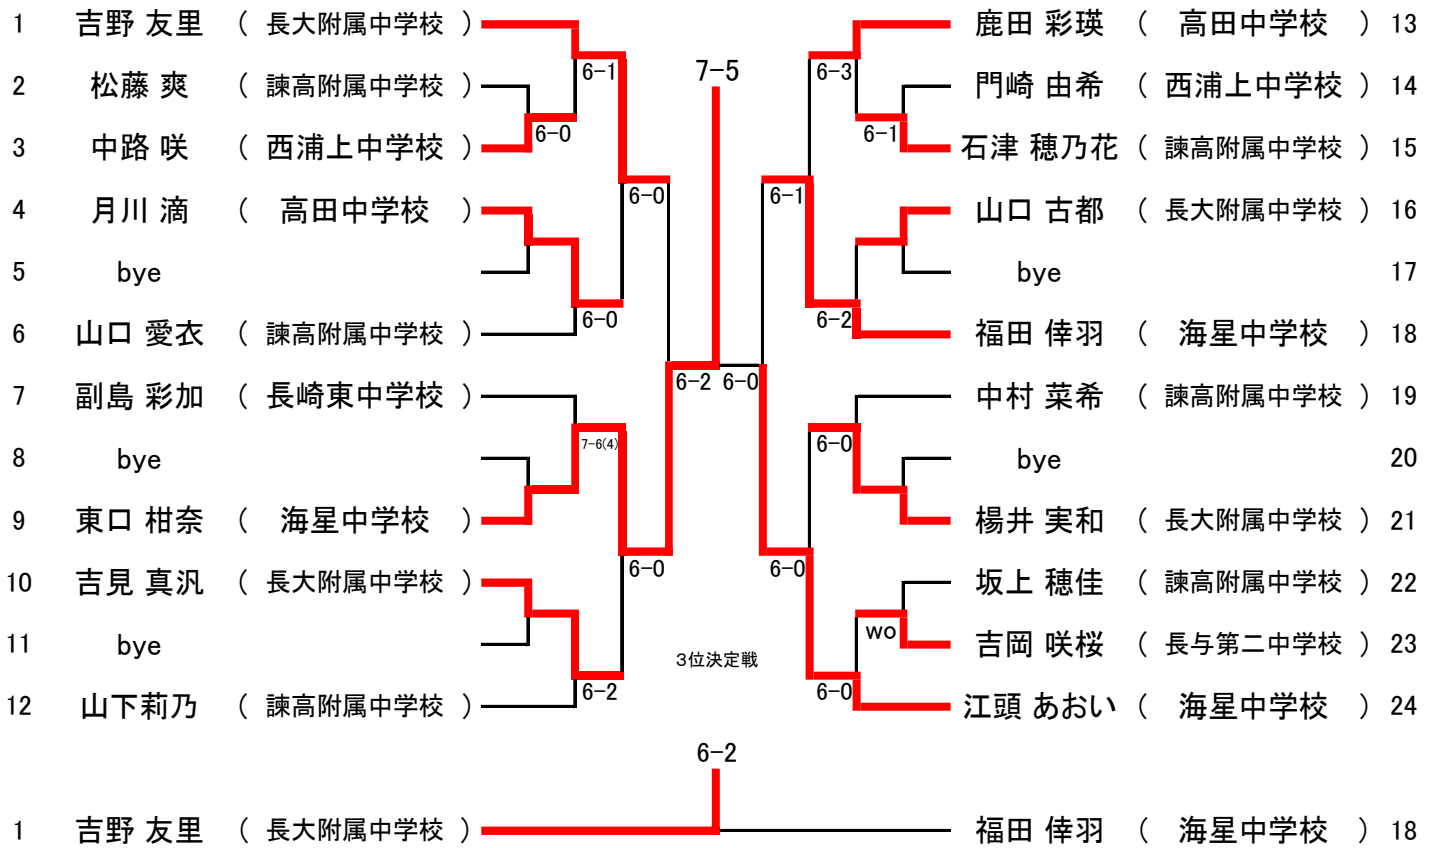 1 吉野 友里 ( 長大附属中学校 ) 鹿田 彩瑛 ( 高田中学校 ) 13
6-1 7-5 6-3
2 松藤 爽 ( 諫高附属中学校 ) 門崎 由希 ( 西浦上中学校 ) 14
6-0 6-1
3 中路 咲 ( 西浦上中学校 ) 石津 穂乃花 ( 諫高附属中学校 ) 15
6-0 6-1
4 月川 滴 ( 高田中学校 ) 山口 古都 ( 長大附属中学校 ) 16
5 bye bye 17
6-0 6-2
6 山口 愛衣 ( 諫高附属中学校 ) 福田 倖羽 ( 海星中学校 ) 18
6-2 6-0
7 副島 彩加 ( 長崎東中学校 ) 中村 菜希 ( 諫高附属中学校 ) 19
7-6(4) 6-0
8 bye bye 20
9 東口 柑奈 ( 海星中学校 ) 楊井 実和 ( 長大附属中学校 ) 21
6-0 6-0
10 吉見 真汎 ( 長大附属中学校 ) 坂上 穂佳 ( 諫高附属中学校 ) 22
wo
11 bye 吉岡 咲桜 ( 長与第二中学校 ) 23
3位決定戦
6-2 6-0
12 山下莉乃 ( 諫高附属中学校 ) 江頭 あおい ( 海星中学校 ) 24
6-2
1 吉野 友里 ( 長大附属中学校 ) 福田 倖羽 ( 海星中学校 ) 18